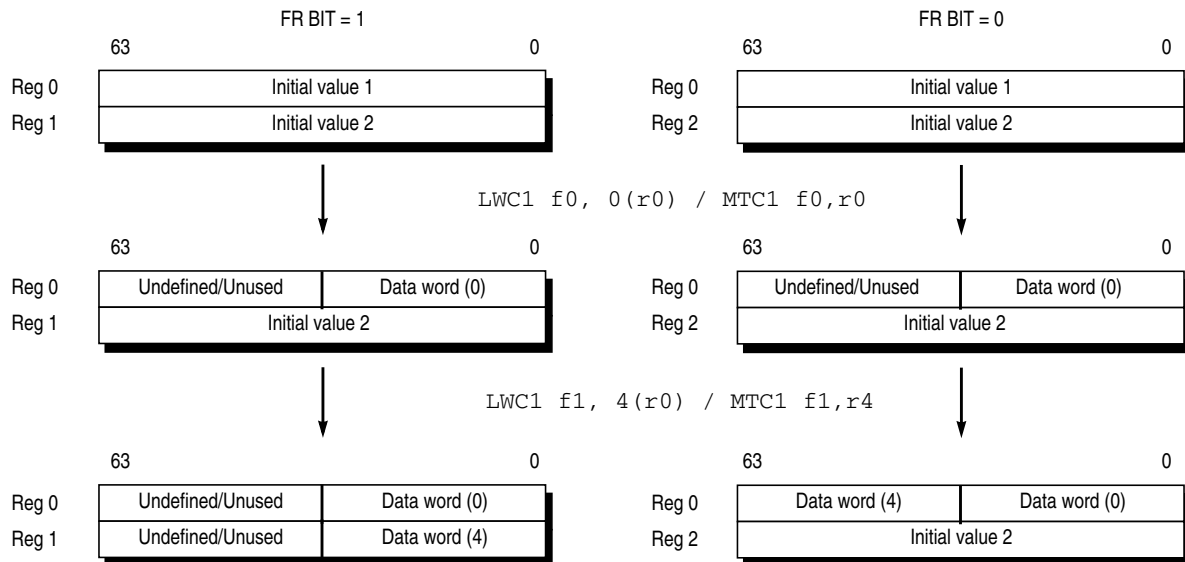 FR BIT = 1 FR BIT = 0
63 0 63 0
Reg 0 Initial value 1 Reg 0 Initial value 1
Reg 1 Initial value 2 Reg 2 Initial value 2
LWC1 f0, 0(r0) / MTC1 f0,r0
63 0 63 0
Reg 0 Undefined/Unused Data word (0) Reg 0 Undefined/Unused Data word (0)
Reg 1 Initial value 2 Reg 2 Initial value 2
LWC1 f1, 4(r0) / MTC1 f1,r4
63 0 63 0
Reg 0 Undefined/Unused Data word (0) Reg 0 Data word (4) Data word (0)
Reg 1 Undefined/Unused Data word (4) Reg 2 Initial value 2